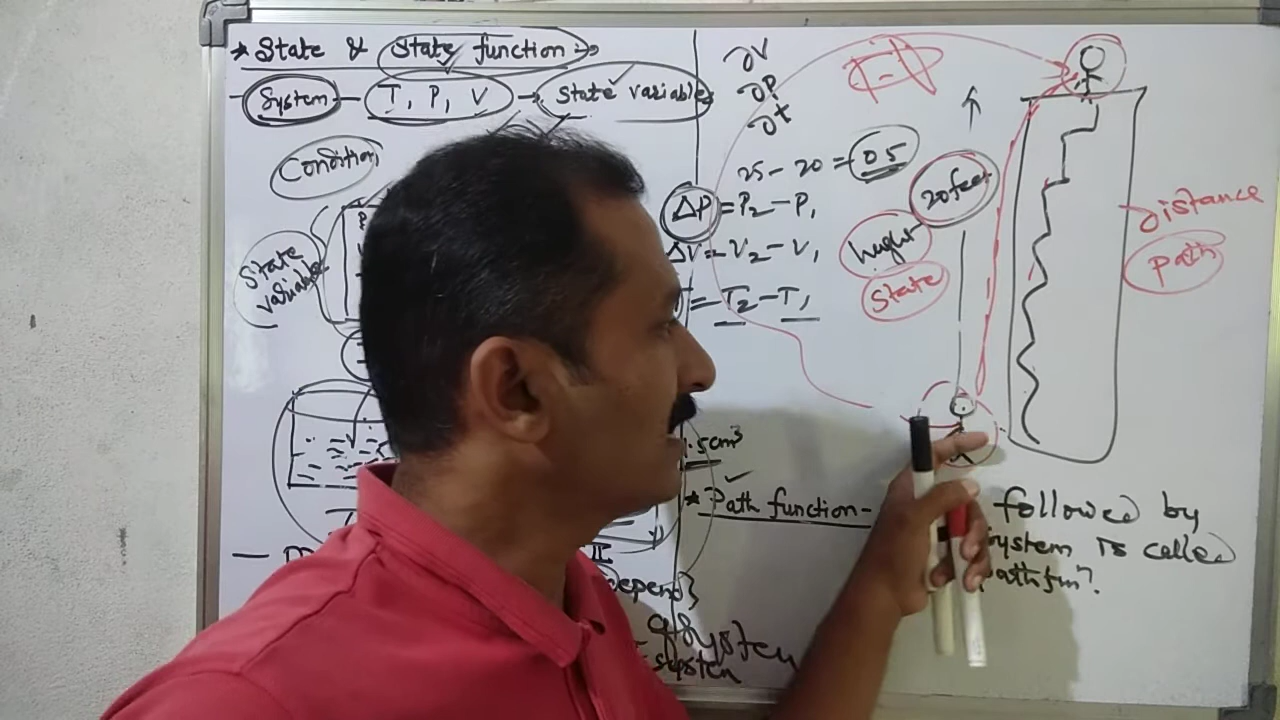 * State & State function :-
System — T, P, V → State variable
Condition
State variable
∂V
∂P
∂t
25 - 20 = 05
ΔP = P₂ - P₁
ΔV = V₂ - V₁
= T₂ - T₁
height
State
20 feet
Distance
Path
.5cm³
* Path function -
followed by
system is called
pathfunⁿ.
II
depend}
of System
system